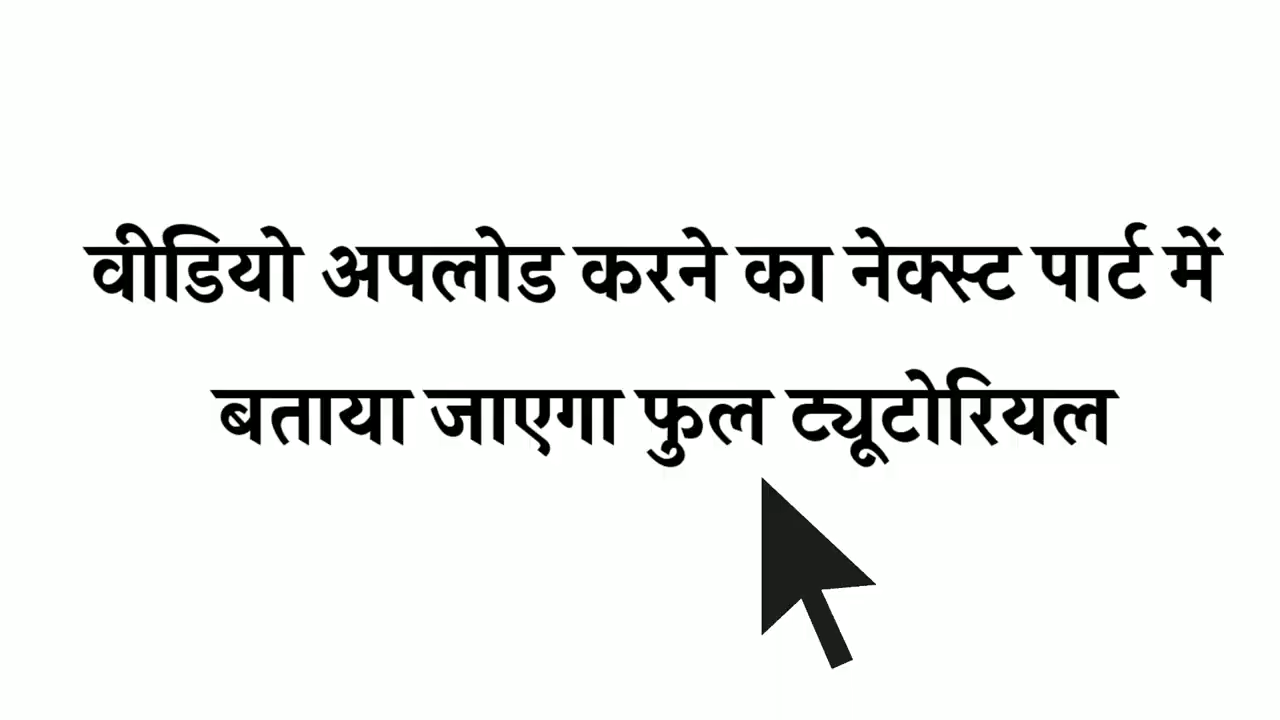 वीडियो अपलोड करने का नेक्स्ट पार्ट में
बताया जाएगा फुल ट्यूटोरियल